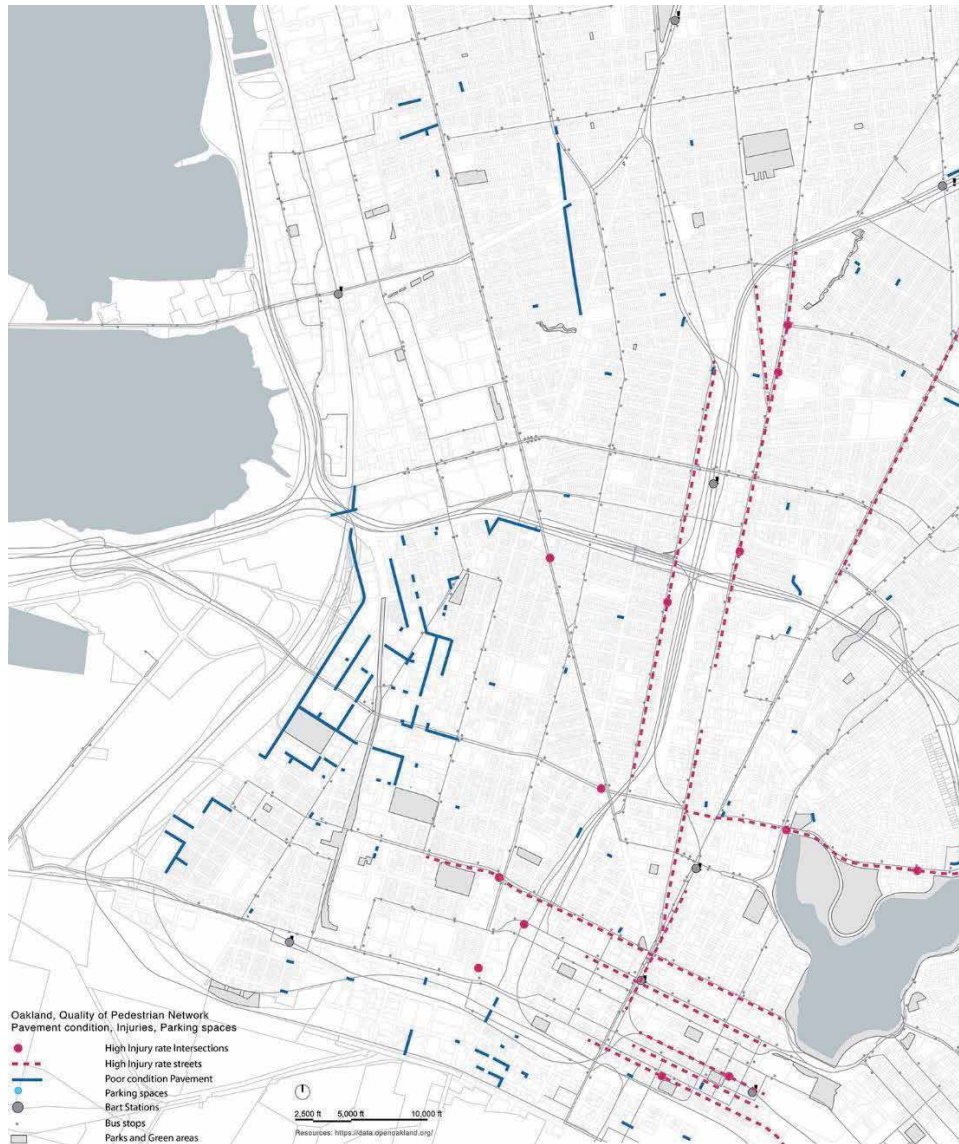 Oakland, Quality of Pedestrian Network
Pavement condition, Injuries, Parking spaces
High Injury rate Intersections
High Injury rate streets
Poor condition Pavement
Parking spaces
Bart Stations
Bus stops
Parks and Green areas
2,500 ft 5,000 ft 10,000 ft
Resources: https://data.openoakland.org/